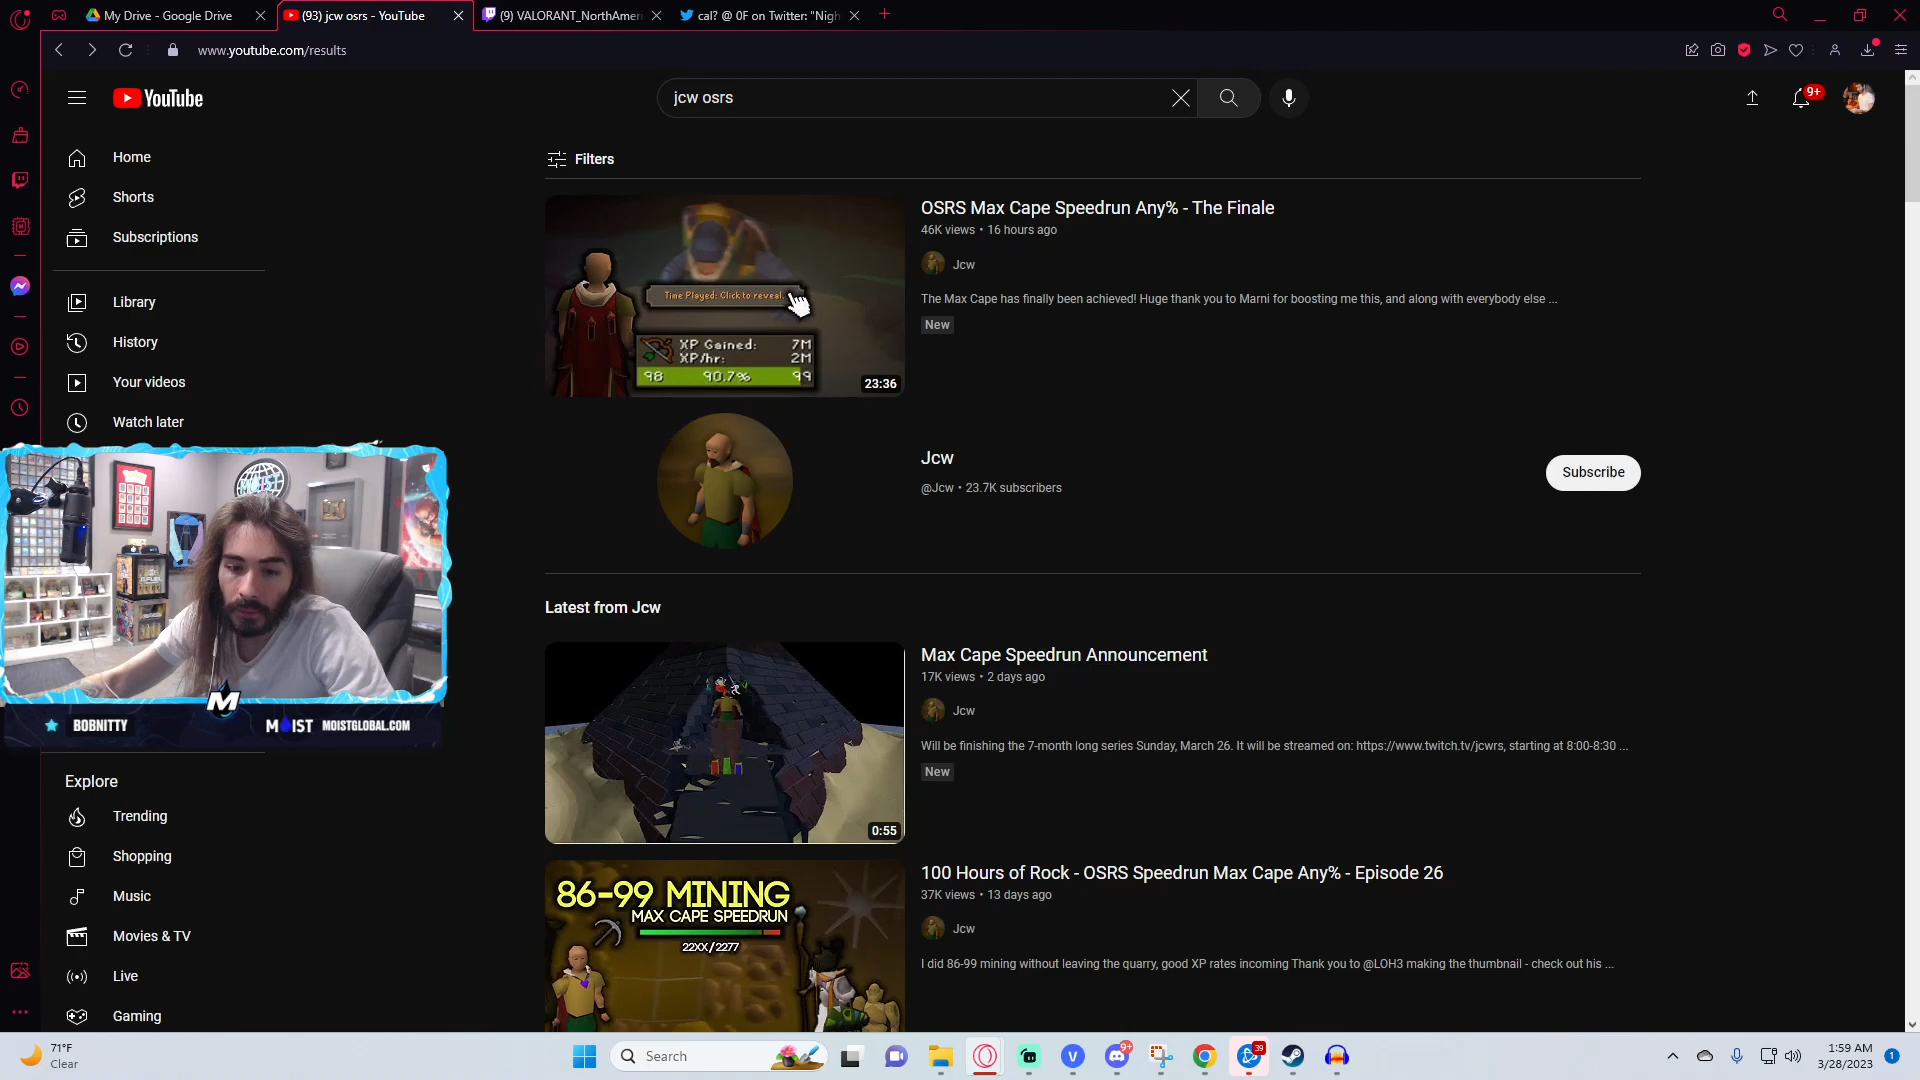 My Drive - Google Drive
(93) jcw osrs - YouTube
(9) VALORANT_NorthAmeri
cal? @ 0F on Twitter: "Nigh
www.youtube.com/results
YouTube
jcw osrs
9+
Home
Shorts
Subscriptions
Library
History
Your videos
Watch later
Filters
OSRS Max Cape Speedrun Any% - The Finale
46K views • 16 hours ago
Jcw
The Max Cape has finally been achieved! Huge thank you to Marni for boosting me this, and along with everybody else ...
New
Time Played: Click to reveal.
XP Gained: 7M
XP/hr: 2M
98 90.7% 99
23:36
Jcw
@Jcw • 23.7K subscribers
Subscribe
Latest from Jcw
Max Cape Speedrun Announcement
17K views • 2 days ago
Jcw
Will be finishing the 7-month long series Sunday, March 26. It will be streamed on: https://www.twitch.tv/jcwrs, starting at 8:00-8:30 ...
New
0:55
100 Hours of Rock - OSRS Speedrun Max Cape Any% - Episode 26
37K views • 13 days ago
Jcw
I did 86-99 mining without leaving the quarry, good XP rates incoming Thank you to @LOH3 making the thumbnail - check out his ...
86-99 MINING
MAX CAPE SPEEDRUN
22XX/2277
MOIST
M
BOBNITTY
MOIST MOISTGLOBAL.COM
Explore
Trending
Shopping
Music
Movies & TV
Live
Gaming
71°F
Clear
Search
9+
39
1:59 AM
3/28/2023
1